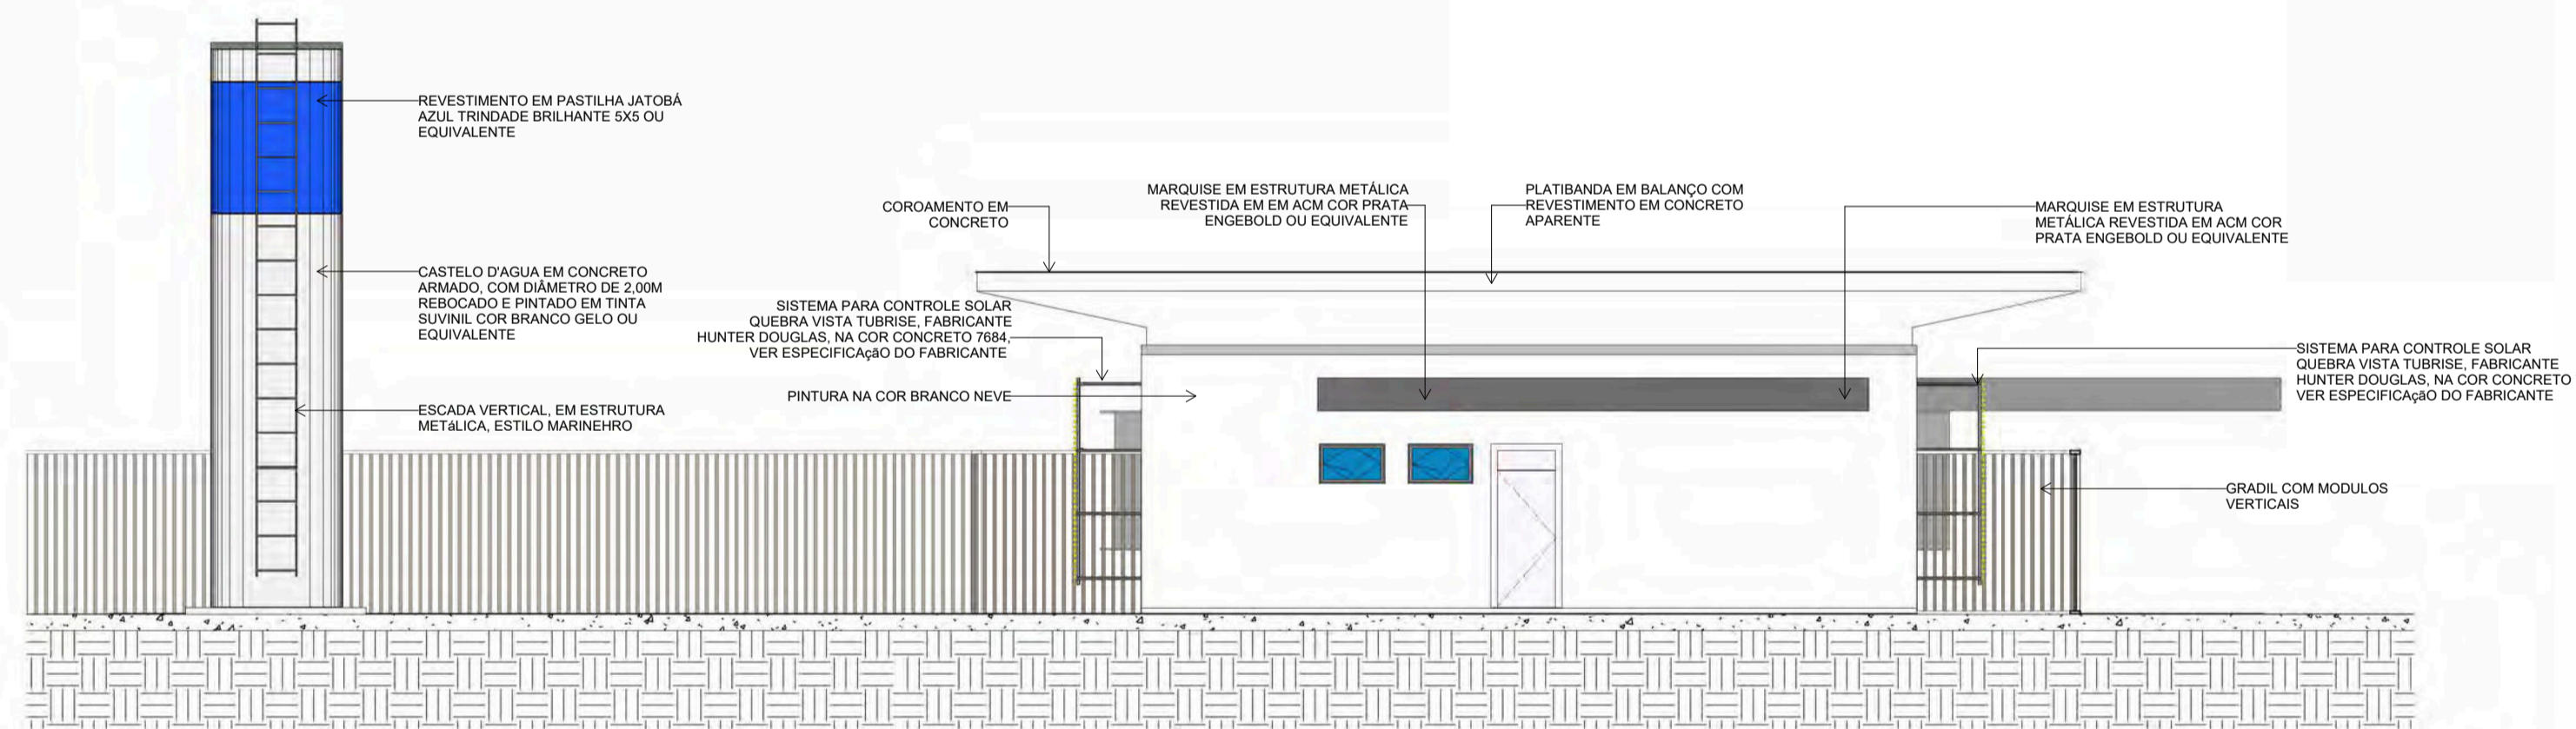 REVESTIMENTO EM PASTILHA JATOBÁ
AZUL TRINDADE BRILHANTE 5X5 OU
EQUIVALENTE
CASTELO D'AGUA EM CONCRETO
ARMADO, COM DIÂMETRO DE 2,00M
REBOCADO E PINTADO EM TINTA
SUVINIL COR BRANCO GELO OU
EQUIVALENTE
ESCADA VERTICAL, EM ESTRUTURA
METáLICA, ESTILO MARINEHRO
COROAMENTO EM
CONCRETO
SISTEMA PARA CONTROLE SOLAR
QUEBRA VISTA TUBRISE, FABRICANTE
HUNTER DOUGLAS, NA COR CONCRETO 7684,
VER ESPECIFICAçãO DO FABRICANTE
PINTURA NA COR BRANCO NEVE
MARQUISE EM ESTRUTURA METÁLICA
REVESTIDA EM EM ACM COR PRATA
ENGEBOLD OU EQUIVALENTE
PLATIBANDA EM BALANÇO COM
REVESTIMENTO EM CONCRETO
APARENTE
MARQUISE EM ESTRUTURA
METÁLICA REVESTIDA EM ACM COR
PRATA ENGEBOLD OU EQUIVALENTE
SISTEMA PARA CONTROLE SOLAR
QUEBRA VISTA TUBRISE, FABRICANTE
HUNTER DOUGLAS, NA COR CONCRETO
VER ESPECIFICAçãO DO FABRICANTE
GRADIL COM MODULOS
VERTICAIS